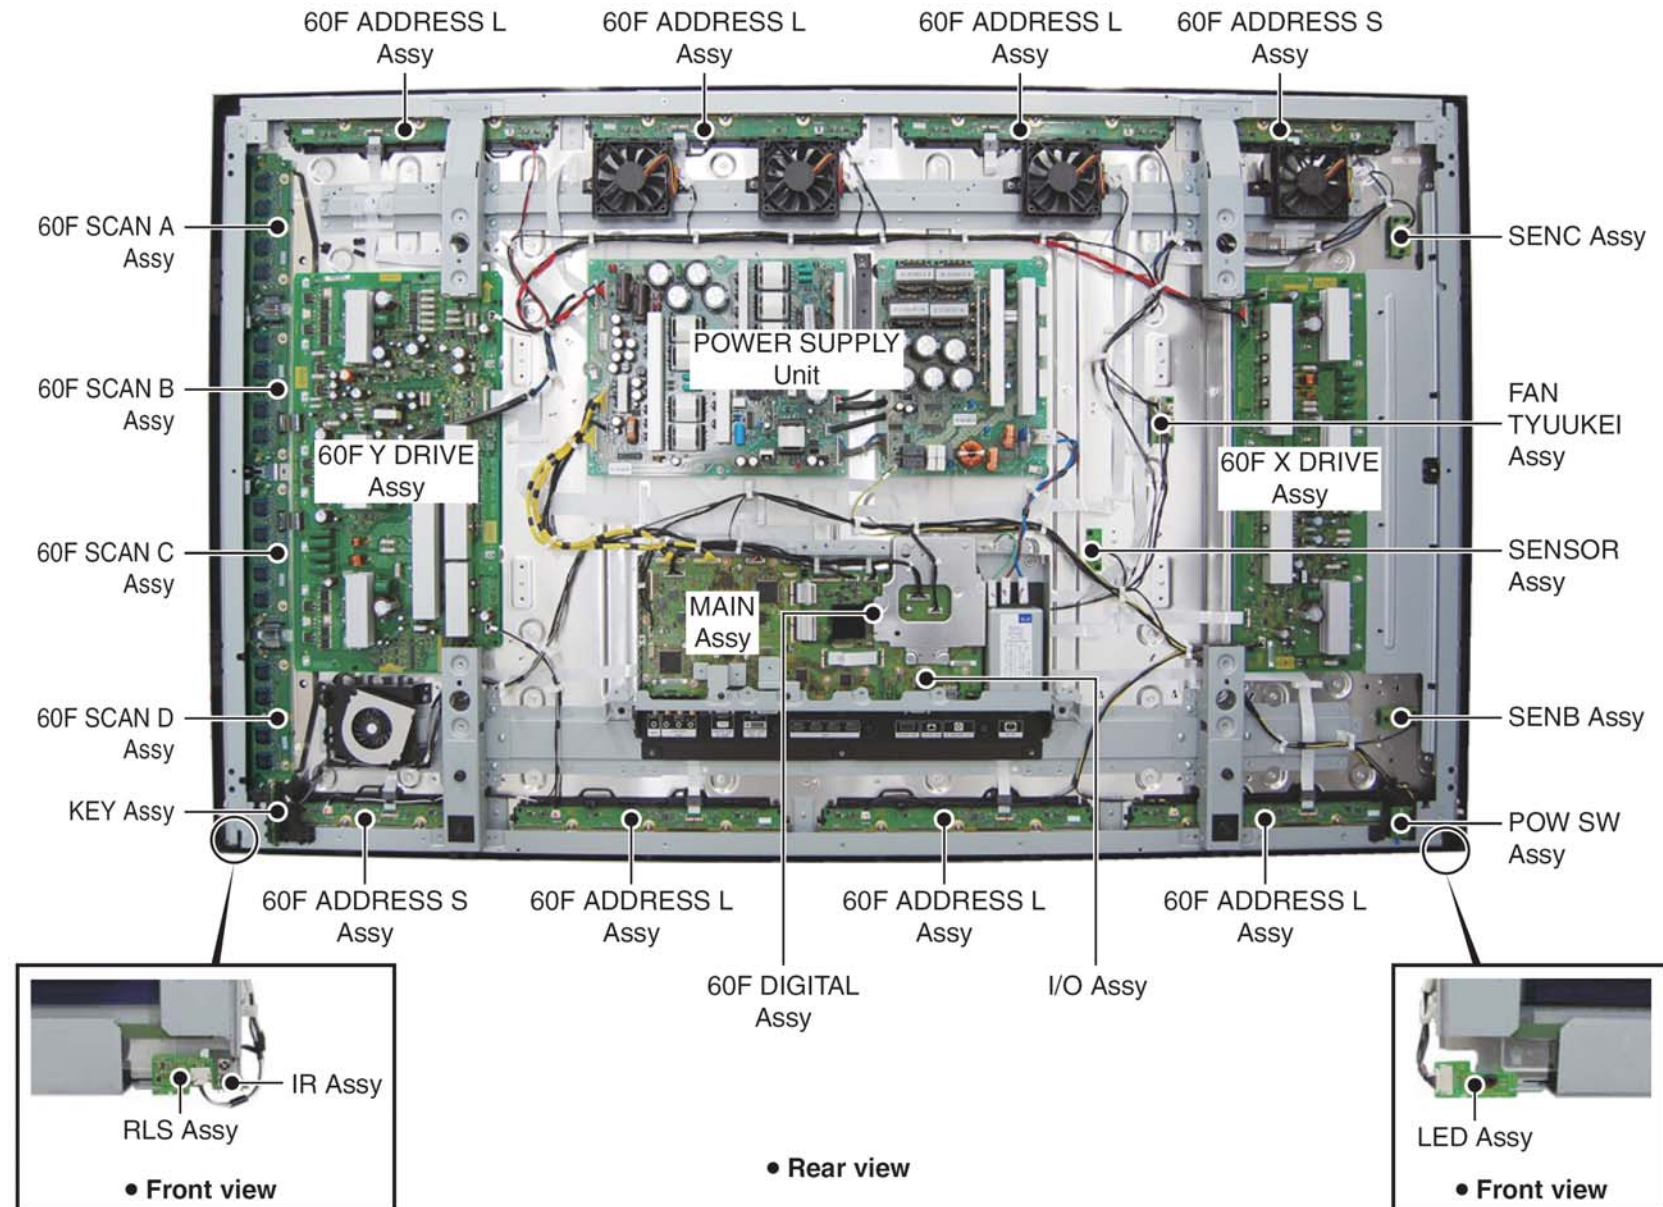 60F ADDRESS L
Assy
60F ADDRESS L
Assy
60F ADDRESS L
Assy
60F ADDRESS S
Assy
60F SCAN A
Assy
60F SCAN B
Assy
60F SCAN C
Assy
60F SCAN D
Assy
KEY Assy
60F Y DRIVE
Assy
POWER SUPPLY
Unit
MAIN
Assy
60F X DRIVE
Assy
SENC Assy
FAN
TYUUKEI
Assy
SENSOR
Assy
SENB Assy
POW SW
Assy
60F ADDRESS S
Assy
60F ADDRESS L
Assy
60F ADDRESS L
Assy
60F ADDRESS L
Assy
60F DIGITAL
Assy
I/O Assy
IR Assy
RLS Assy
• Front view
• Rear view
LED Assy
• Front view